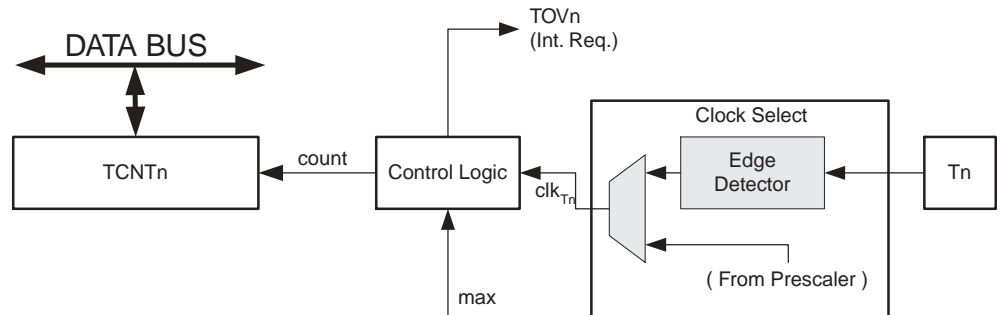 TOVn
(Int. Req.)
DATA BUS
Clock Select
TCNTn
count
Control Logic
clkTn
Edge
Detector
Tn
( From Prescaler )
max